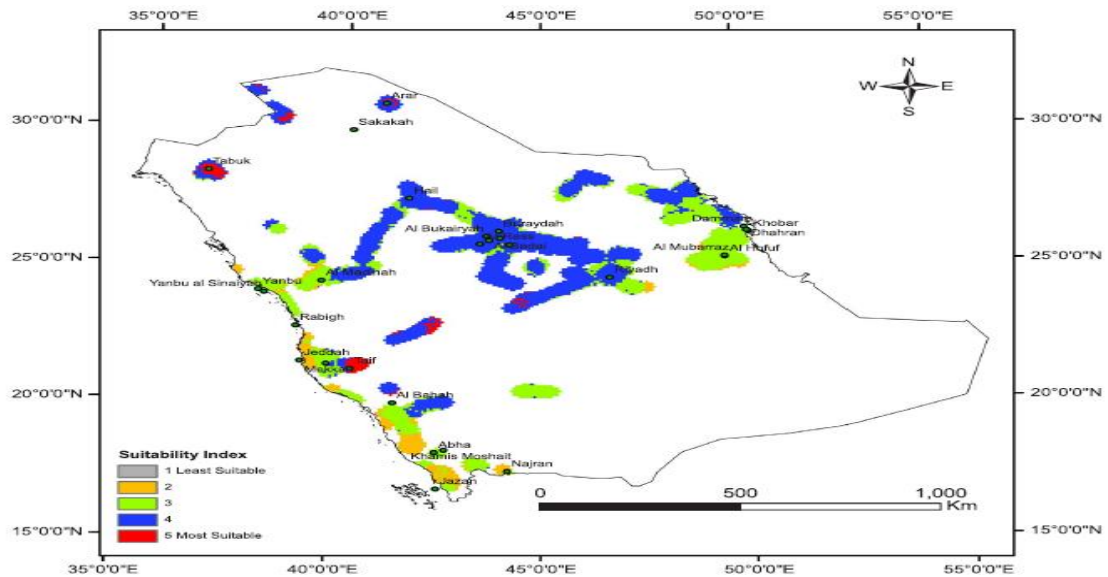 35°0'0"E 40°0'0"E 45°0'0"E 50°0'0"E 55°0'0"E
N
W E
S
Arar
30°0'0"N 30°0'0"N
Sakakah
Tabuk
Hail
Buraydah
Dammam Khobar
Al Bukairyah
Dhahran
Al Mubarraz Al Hufuf
25°0'0"N 25°0'0"N
Al Madinah Riyadh
Yanbu al Sinaiyah Yanbu
Rabigh
Jeddah Taif
Makkah
20°0'0"N 20°0'0"N
Al Bahah
Abha
Khamis Moshait
Najran
Jazan
Suitability Index
1 Least Suitable
2
3
4
5 Most Suitable
0 500 1,000
Km
15°0'0"N 15°0'0"N
35°0'0"E 40°0'0"E 45°0'0"E 50°0'0"E 55°0'0"E